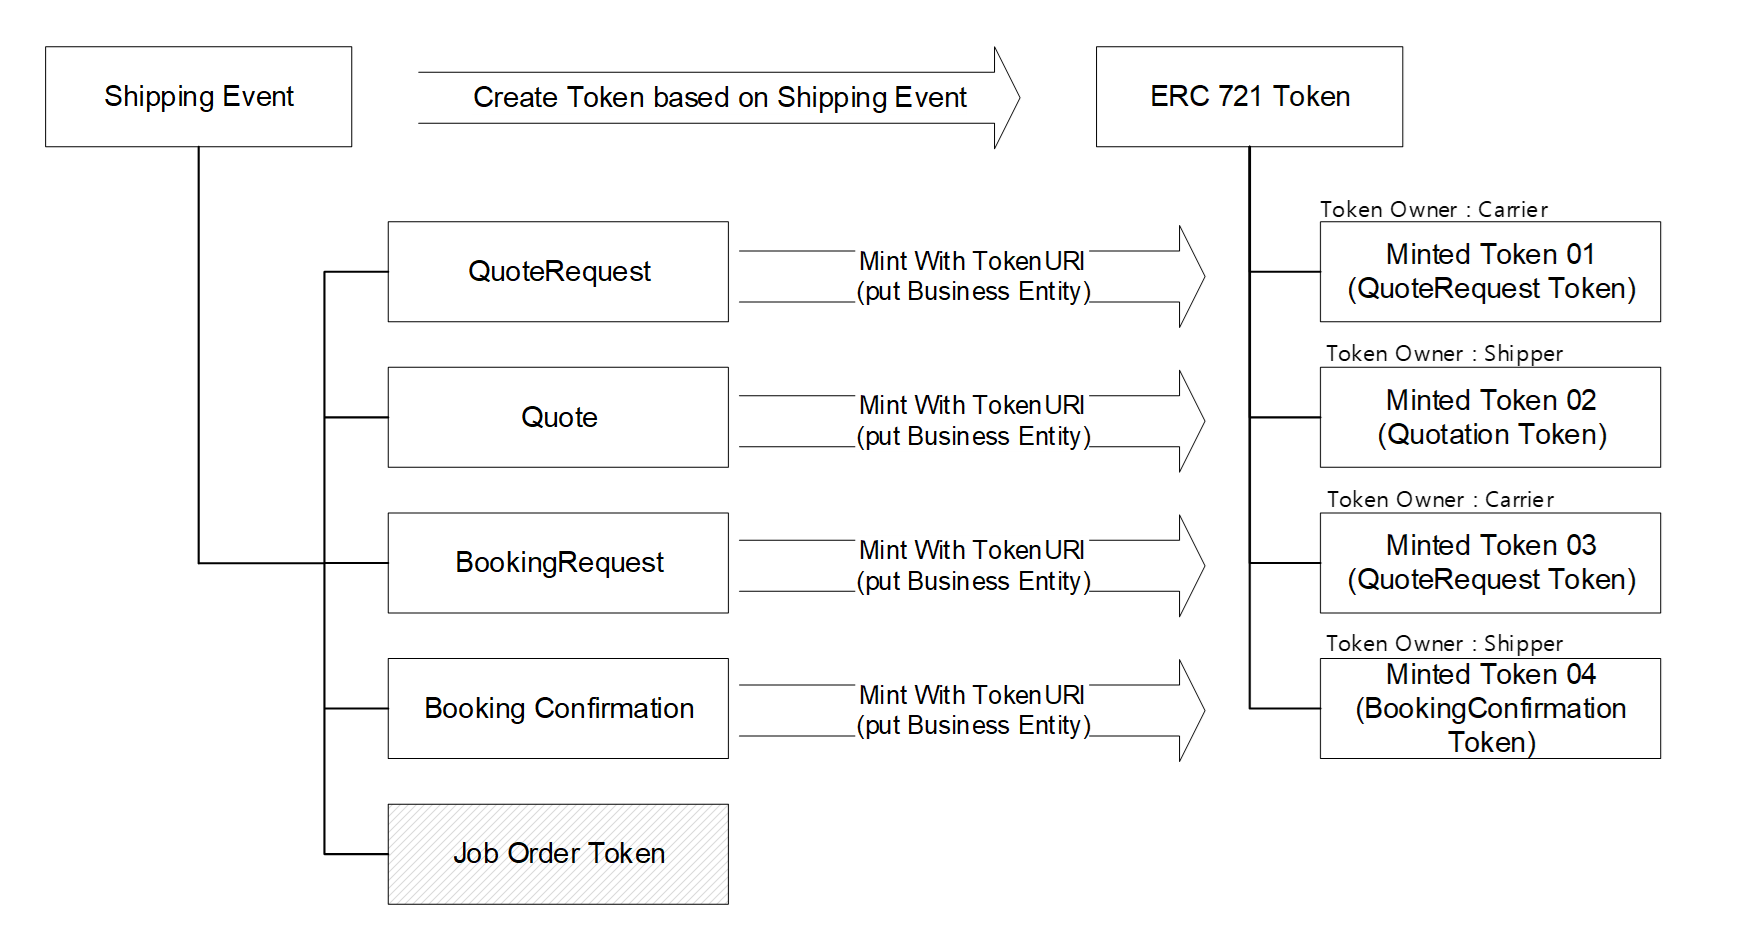 Shipping Event
Create Token based on Shipping Event
ERC 721 Token
Token Owner : Carrier
QuoteRequest
Mint With TokenURI
(put Business Entity)
Minted Token 01
(QuoteRequest Token)
Token Owner : Shipper
Quote
Mint With TokenURI
(put Business Entity)
Minted Token 02
(Quotation Token)
Token Owner : Carrier
BookingRequest
Mint With TokenURI
(put Business Entity)
Minted Token 03
(QuoteRequest Token)
Token Owner : Shipper
Booking Confirmation
Mint With TokenURI
(put Business Entity)
Minted Token 04
(BookingConfirmation
Token)
Job Order Token